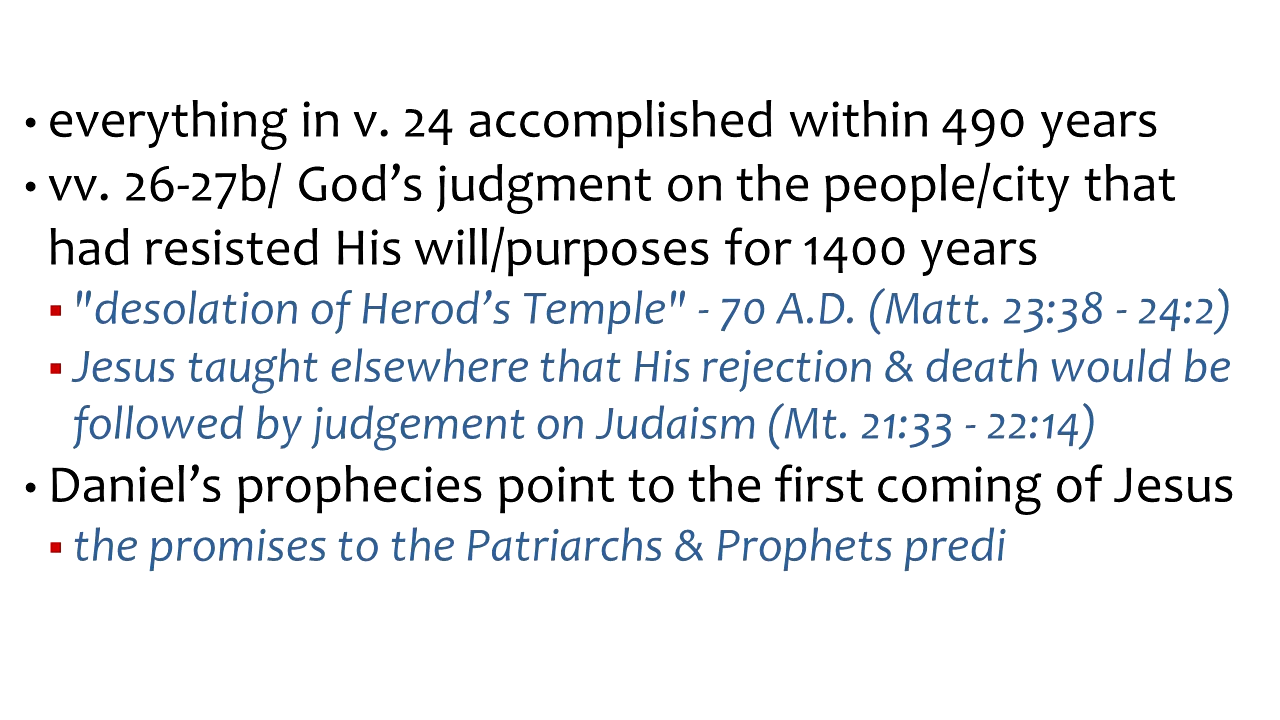 • everything in v. 24 accomplished within 490 years
• vv. 26-27b/ God’s judgment on the people/city that
had resisted His will/purposes for 1400 years
▪ "desolation of Herod’s Temple" - 70 A.D. (Matt. 23:38 - 24:2)
▪ Jesus taught elsewhere that His rejection & death would be
followed by judgement on Judaism (Mt. 21:33 - 22:14)
• Daniel’s prophecies point to the first coming of Jesus
▪ the promises to the Patriarchs & Prophets predi